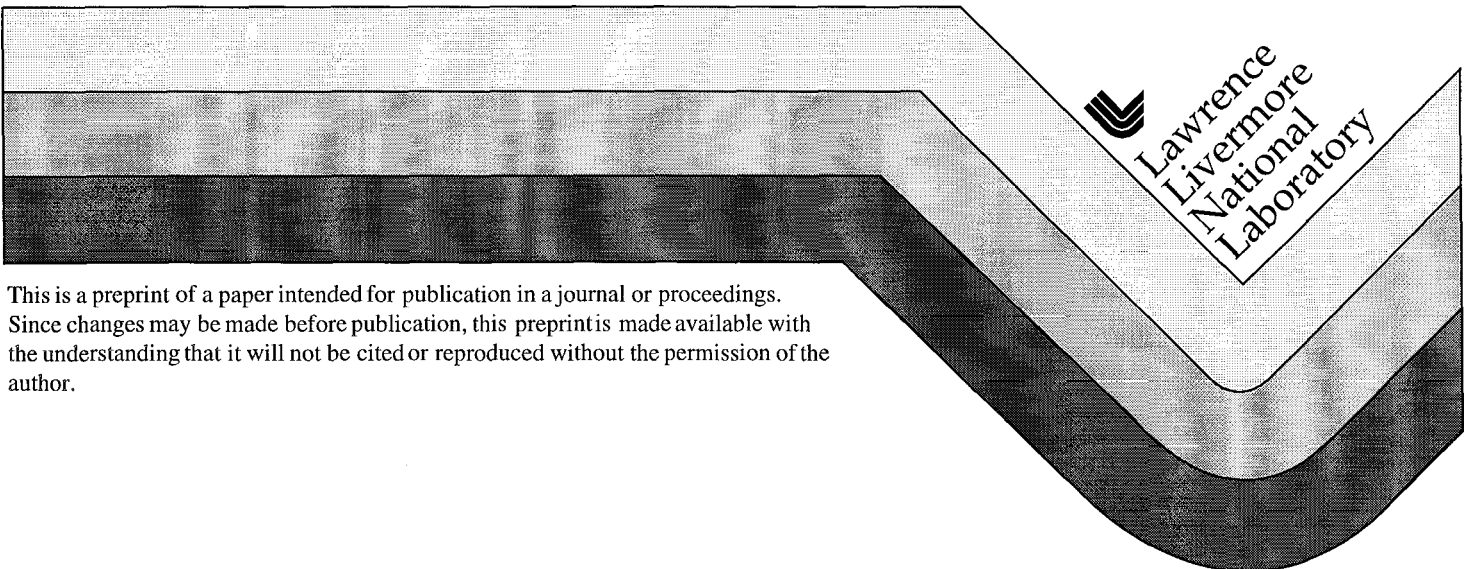 Lawrence
Livermore
National
Laboratory
This is a preprint of a paper intended for publication in a journal or proceedings.
Since changes may be made before publication, this preprint is made available with
the understanding that it will not be cited or reproduced without the permission of the
author.